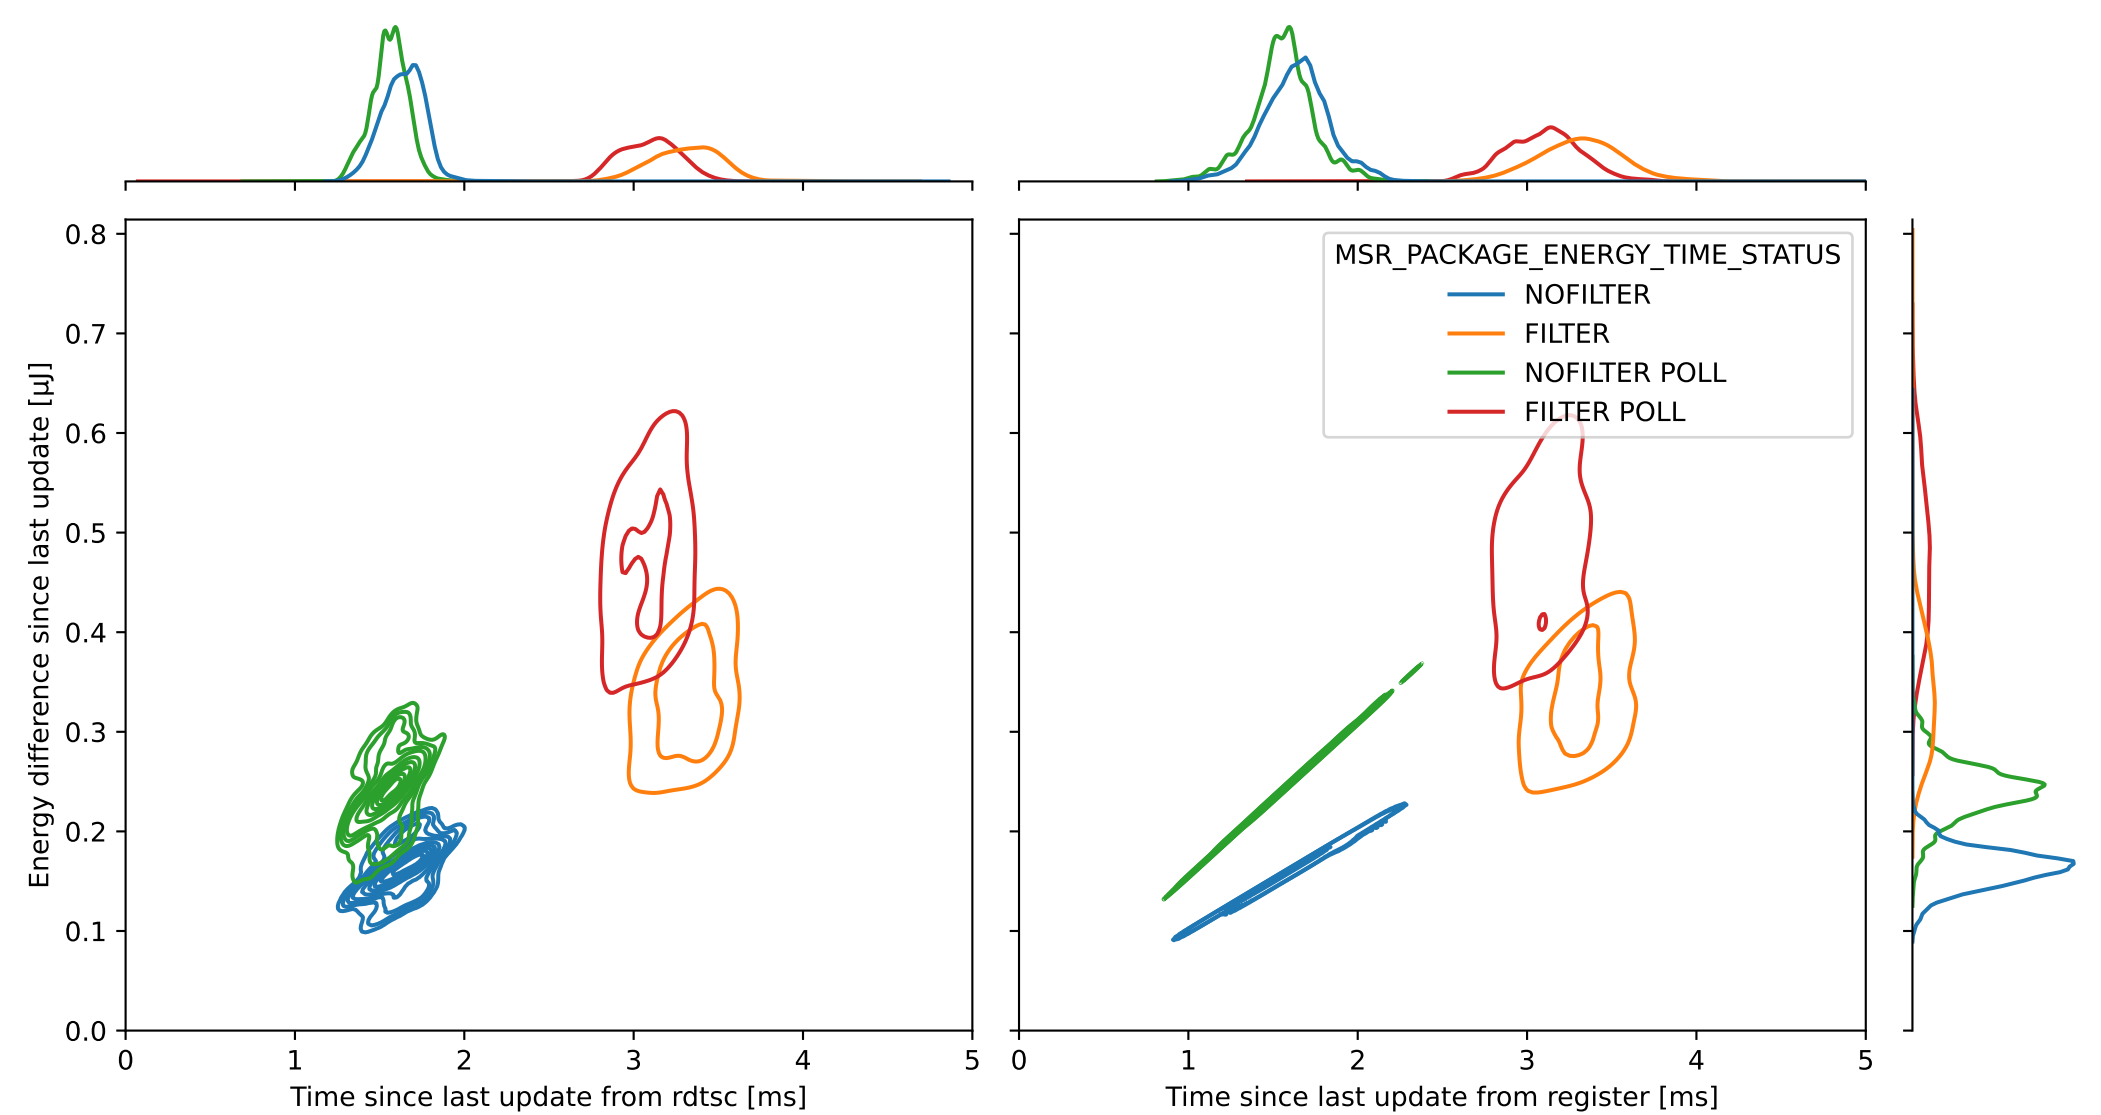 MSR_PACKAGE_ENERGY_TIME_STATUS
NOFILTER
FILTER
NOFILTER POLL
FILTER POLL
Energy difference since last update [µJ]
0.8
0.7
0.6
0.5
0.4
0.3
0.2
0.1
0.0
0 1 2 3 4 5
0 1 2 3 4 5
Time since last update from rdtsc [ms]
Time since last update from register [ms]